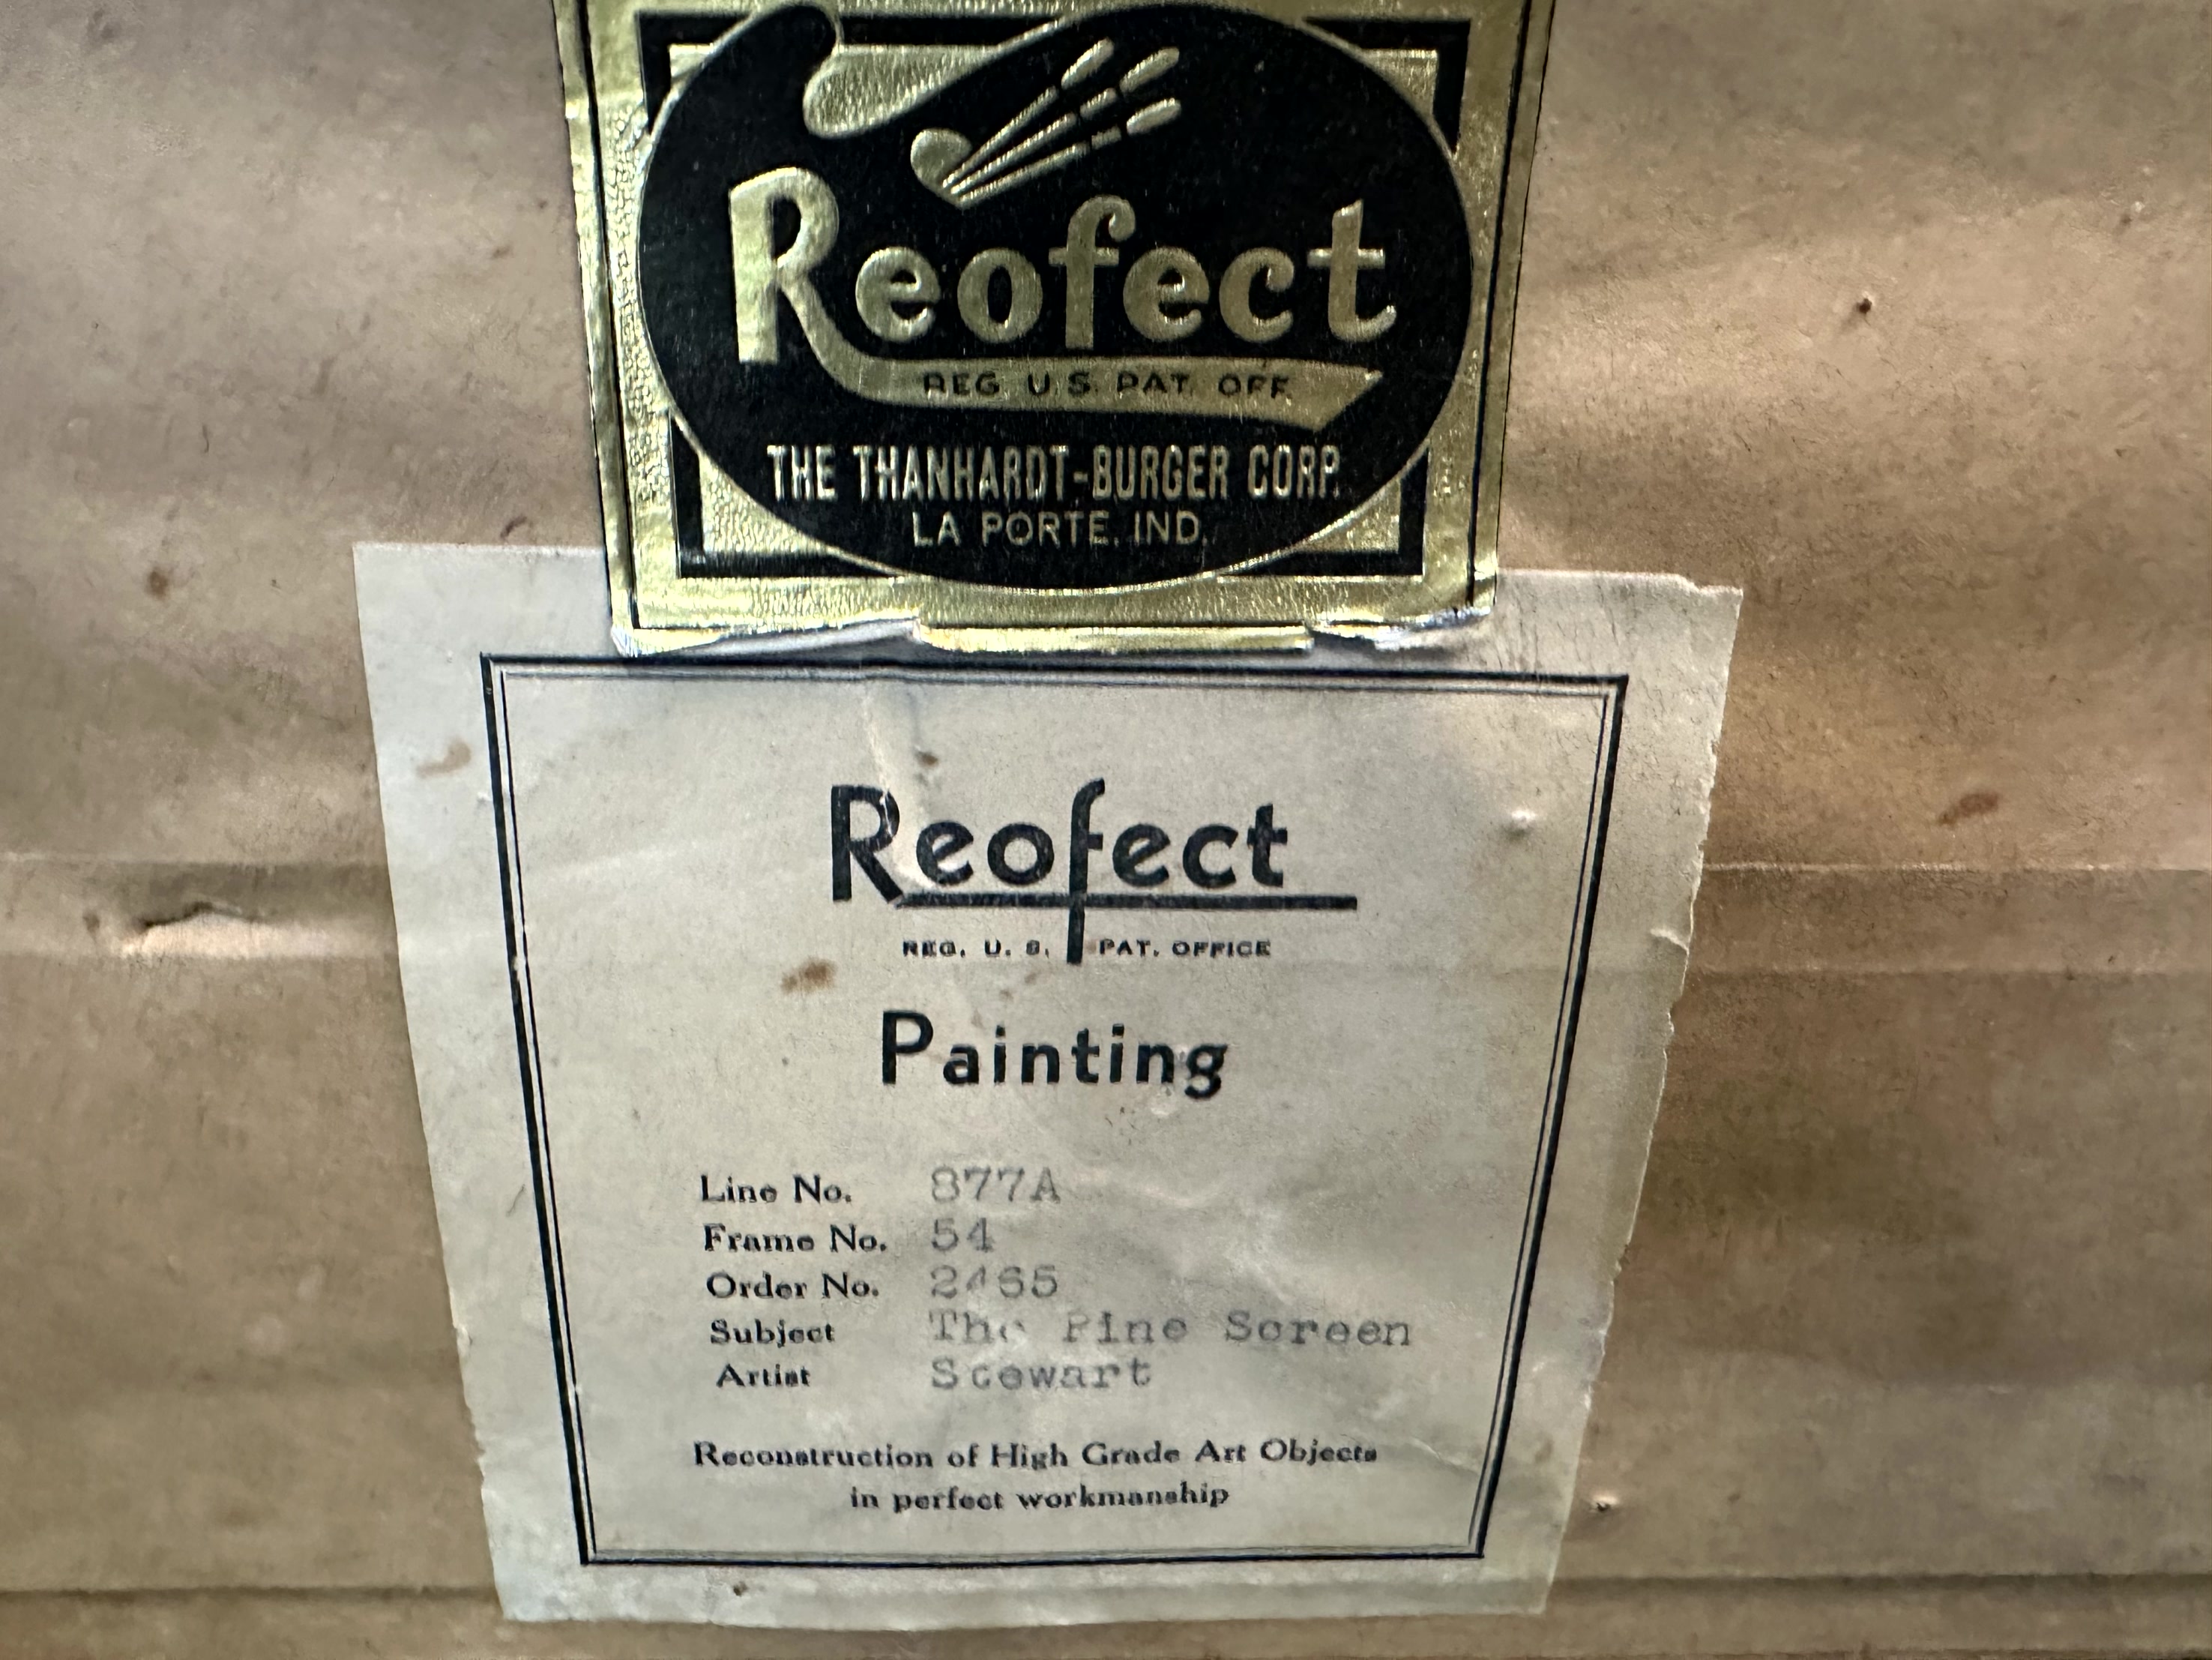 Reofect
REG U.S. PAT. OFF.
THE THANHARDT-BURGER CORP.
LA PORTE, IND.
Reofect
REG. U. S. PAT. OFFICE
Painting
Line No. 877A
Frame No. 54
Order No. 2465
Subject The Pine Screen
Artist Stewart
Reconstruction of High Grade Art Objects
in perfect workmanship